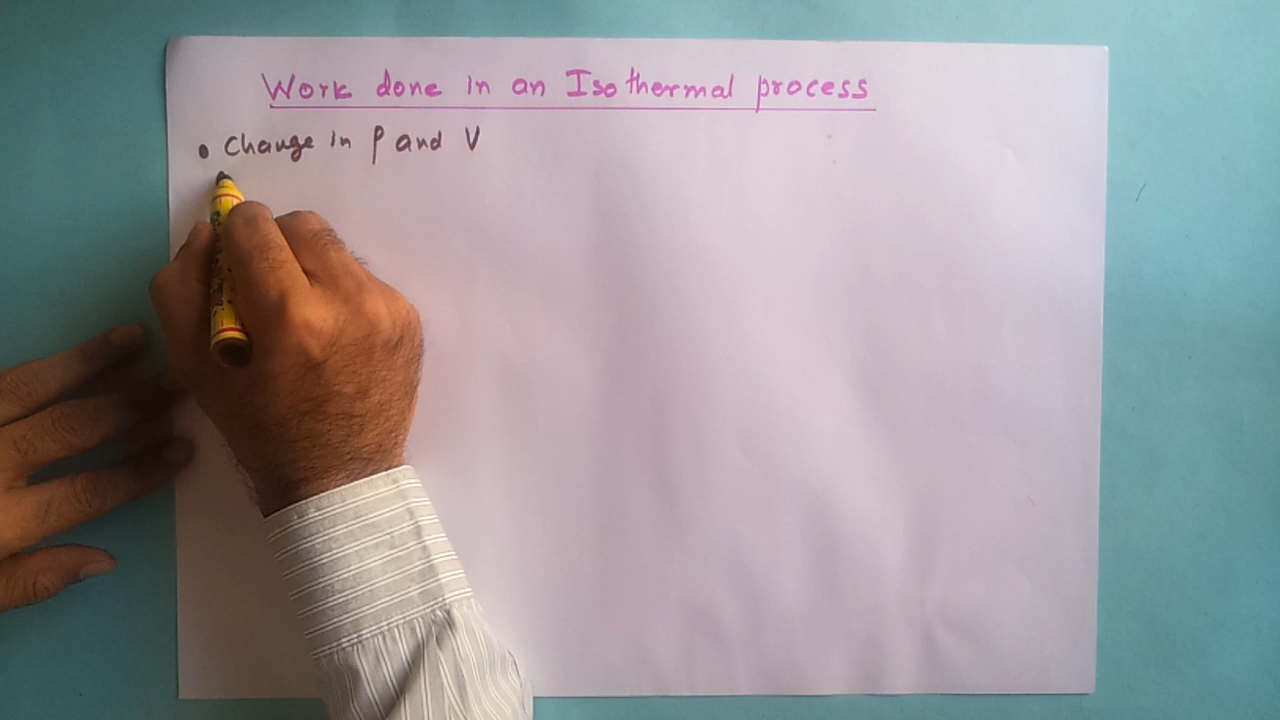 Work done in an Isothermal process
• Change in P and V